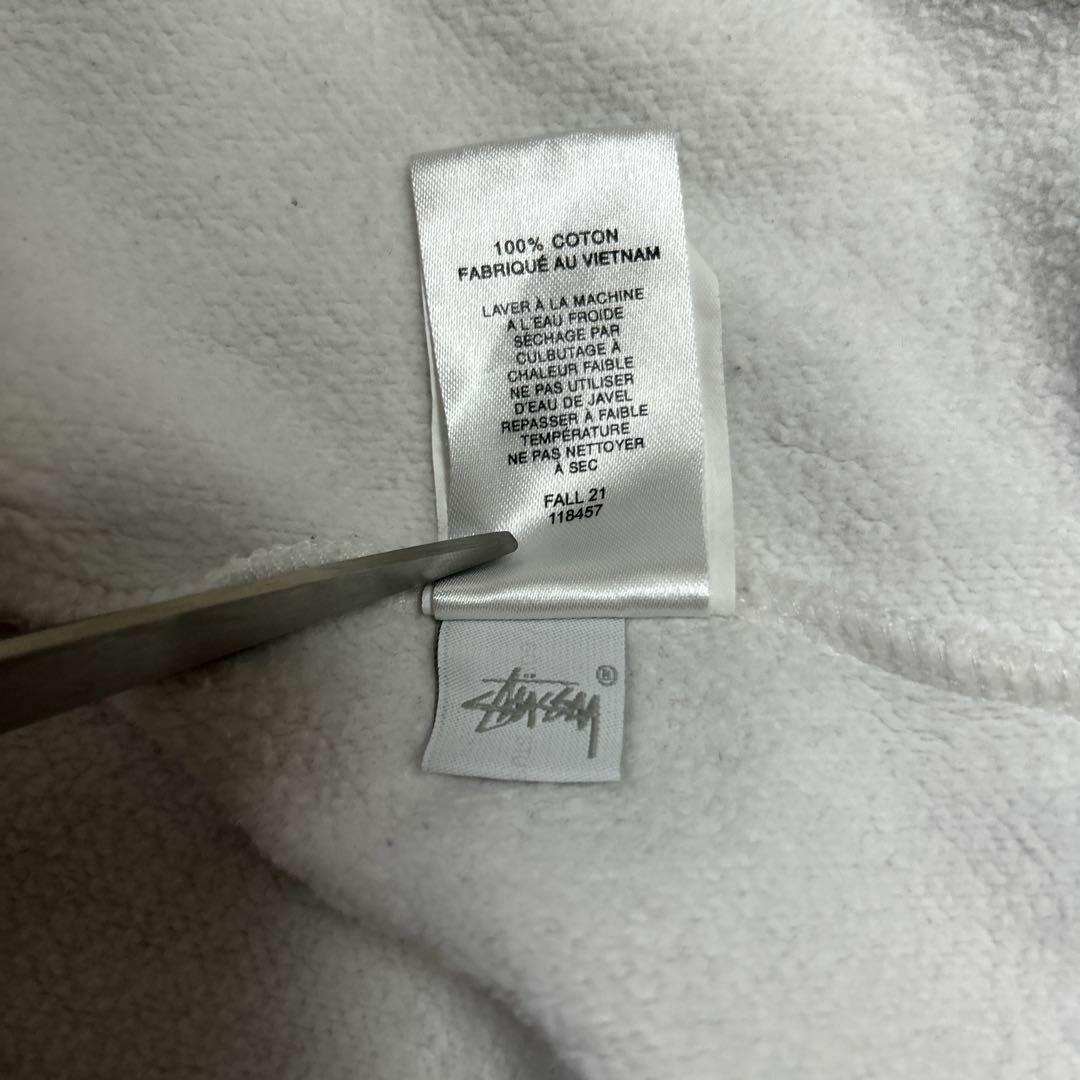 100% COTON
FABRIQUÉ AU VIETNAM
LAVER À LA MACHINE
A L'EAU FROIDE
SÉCHAGE PAR
CULBUTAGE À
CHALEUR FAIBLE
NE PAS UTILISER
D'EAU DE JAVEL
REPASSER À FAIBLE
TEMPÉRATURE
NE PAS NETTOYER
À SEC
FALL 21
118457
STÜSSY ®